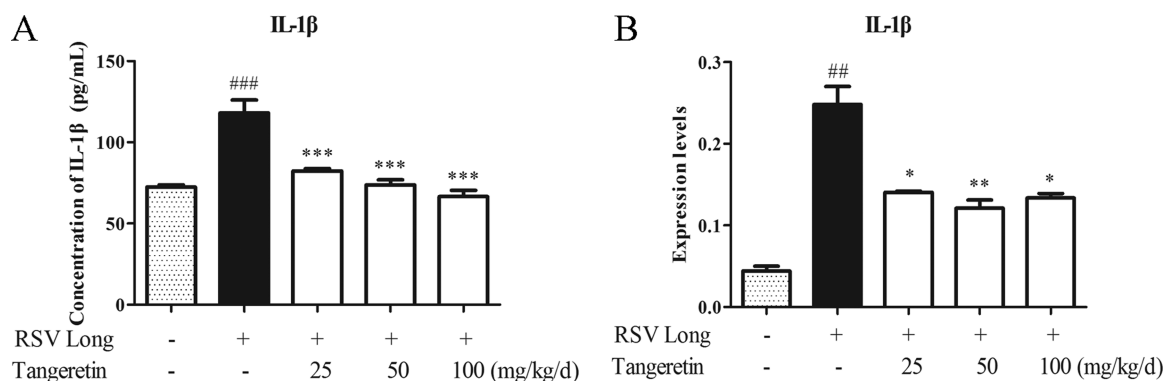 A
IL-1β
Concentration of IL-1β (pg/mL)
150
100
50
0
###
***
***
***
RSV Long - + + + +
Tangeretin - - 25 50 100 (mg/kg/d)
B
IL-1β
Expression levels
0.3
0.2
0.1
0.0
##
*
**
*
RSV Long - + + + +
Tangeretin - - 25 50 100 (mg/kg/d)